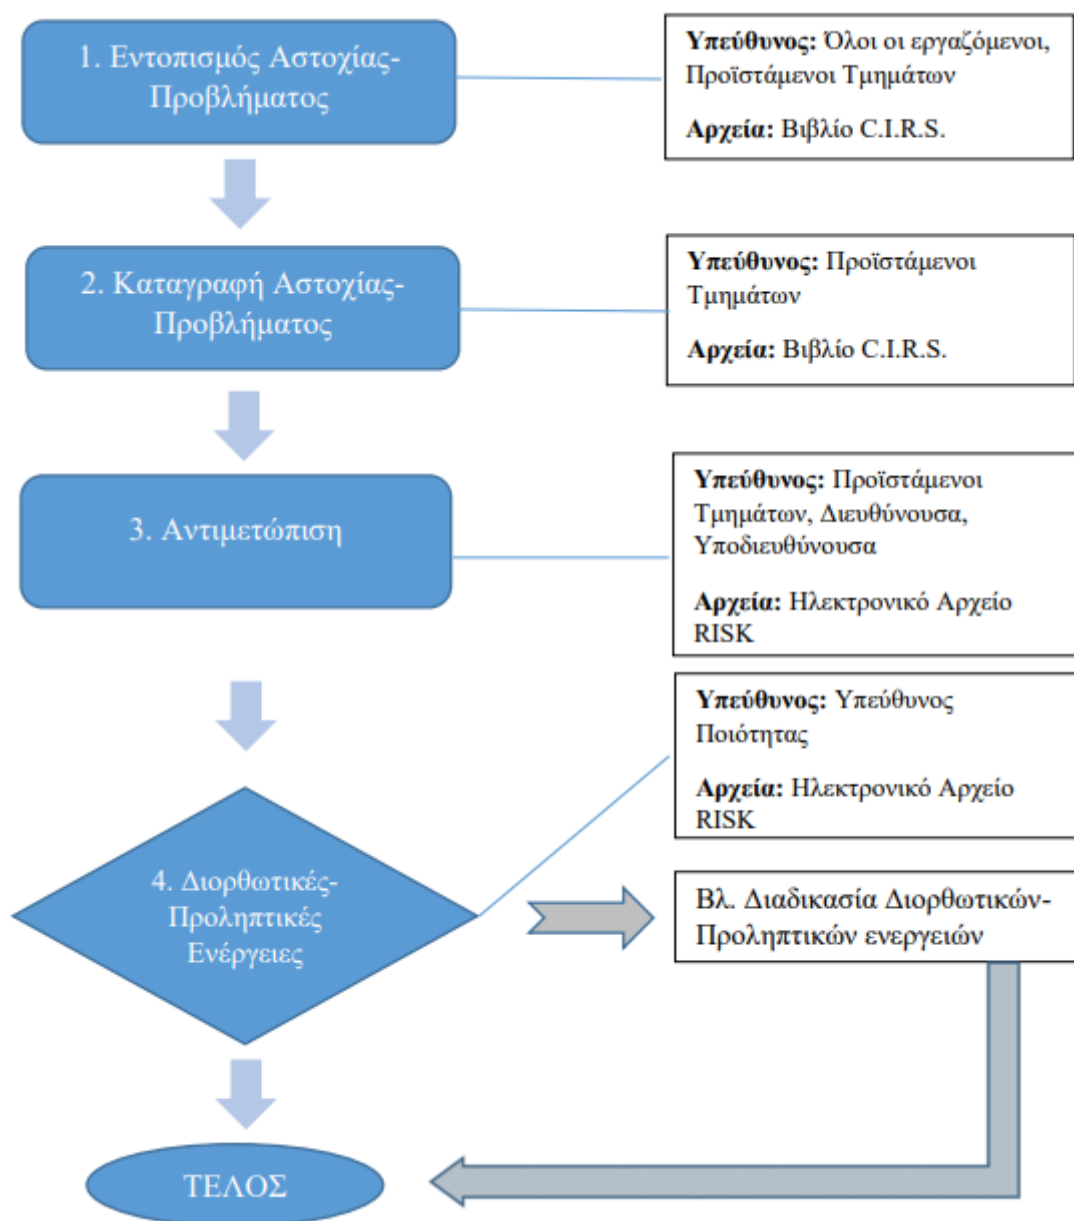 1. Εντοπισμός Αστοχίας-
Προβλήματος
Υπεύθυνος: Όλοι οι εργαζόμενοι,
Προϊστάμενοι Τμημάτων
Αρχεία: Βιβλίο C.I.R.S.
2. Καταγραφή Αστοχίας-
Προβλήματος
Υπεύθυνος: Προϊστάμενοι
Τμημάτων
Αρχεία: Βιβλίο C.I.R.S.
3. Αντιμετώπιση
Υπεύθυνος: Προϊστάμενοι
Τμημάτων, Διευθύνουσα,
Υποδιευθύνουσα
Αρχεία: Ηλεκτρονικό Αρχείο
RISK
Υπεύθυνος: Υπεύθυνος
Ποιότητας
Αρχεία: Ηλεκτρονικό Αρχείο
RISK
4. Διορθωτικές-
Προληπτικές
Ενέργειες
Βλ. Διαδικασία Διορθωτικών-
Προληπτικών ενεργειών
ΤΕΛΟΣ